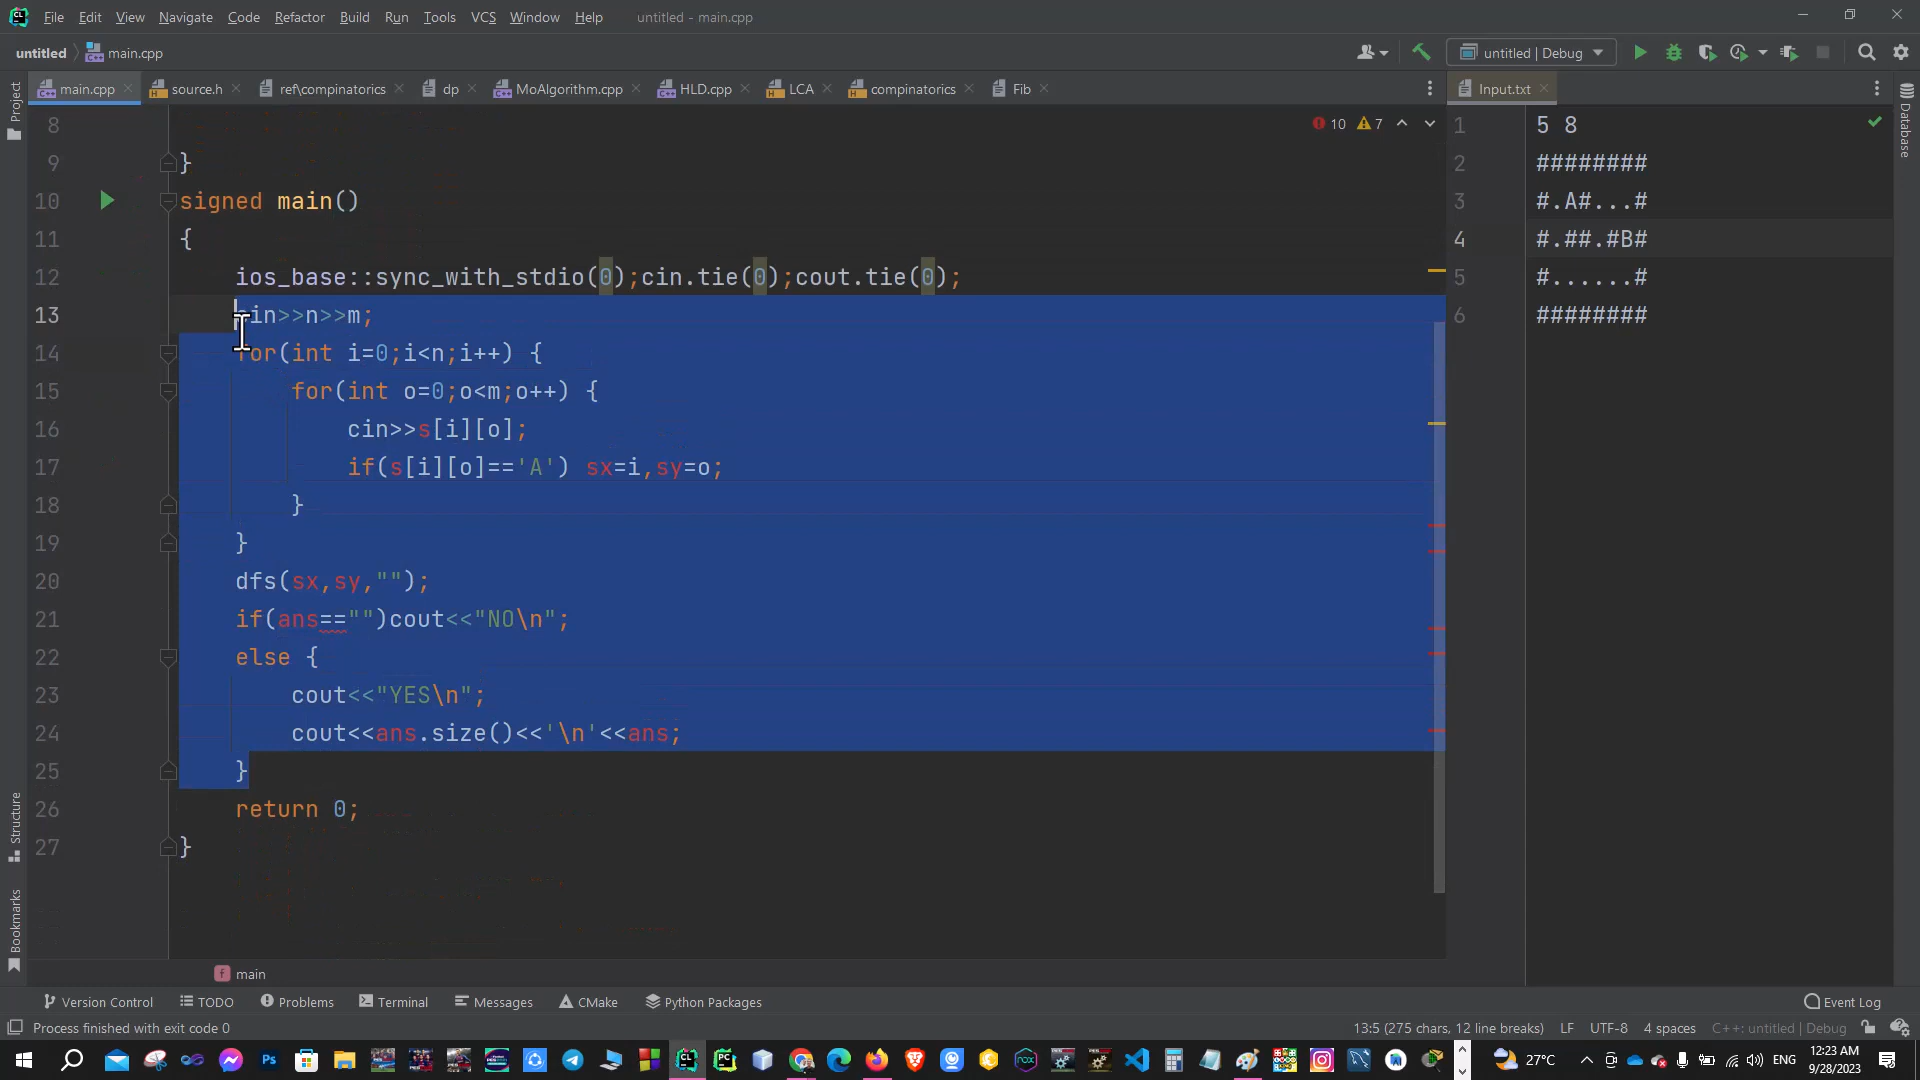 File Edit View Navigate Code Refactor Build Run Tools VCS Window Help untitled - main.cpp
untitled main.cpp untitled | Debug
main.cpp source.h ref\compinatorics dp MoAlgorithm.cpp HLD.cpp LCA compinatorics Fib Input.txt
Project
Database
Structure
Bookmarks
10 7
8
9 }
10 signed main()
11 {
12 ios_base::sync_with_stdio(0);cin.tie(0);cout.tie(0);
13 cin>>n>>m;
14 for(int i=0;i<n;i++) {
15 for(int o=0;o<m;o++) {
16 cin>>s[i][o];
17 if(s[i][o]=='A') sx=i,sy=o;
18 }
19 }
20 dfs(sx,sy,"");
21 if(ans=="")cout<<"NO\n";
22 else {
23 cout<<"YES\n";
24 cout<<ans.size()<<'\n'<<ans;
25 }
26 return 0;
27 }
1 5 8
2 ########
3 #.A#...#
4 #.##.#B#
5 #......#
6 ########
f main
Version Control TODO Problems Terminal Messages CMake Python Packages Event Log
Process finished with exit code 0 13:5 (275 chars, 12 line breaks) LF UTF-8 4 spaces C++: untitled | Debug
27°C ENG 12:23 AM
9/28/2023